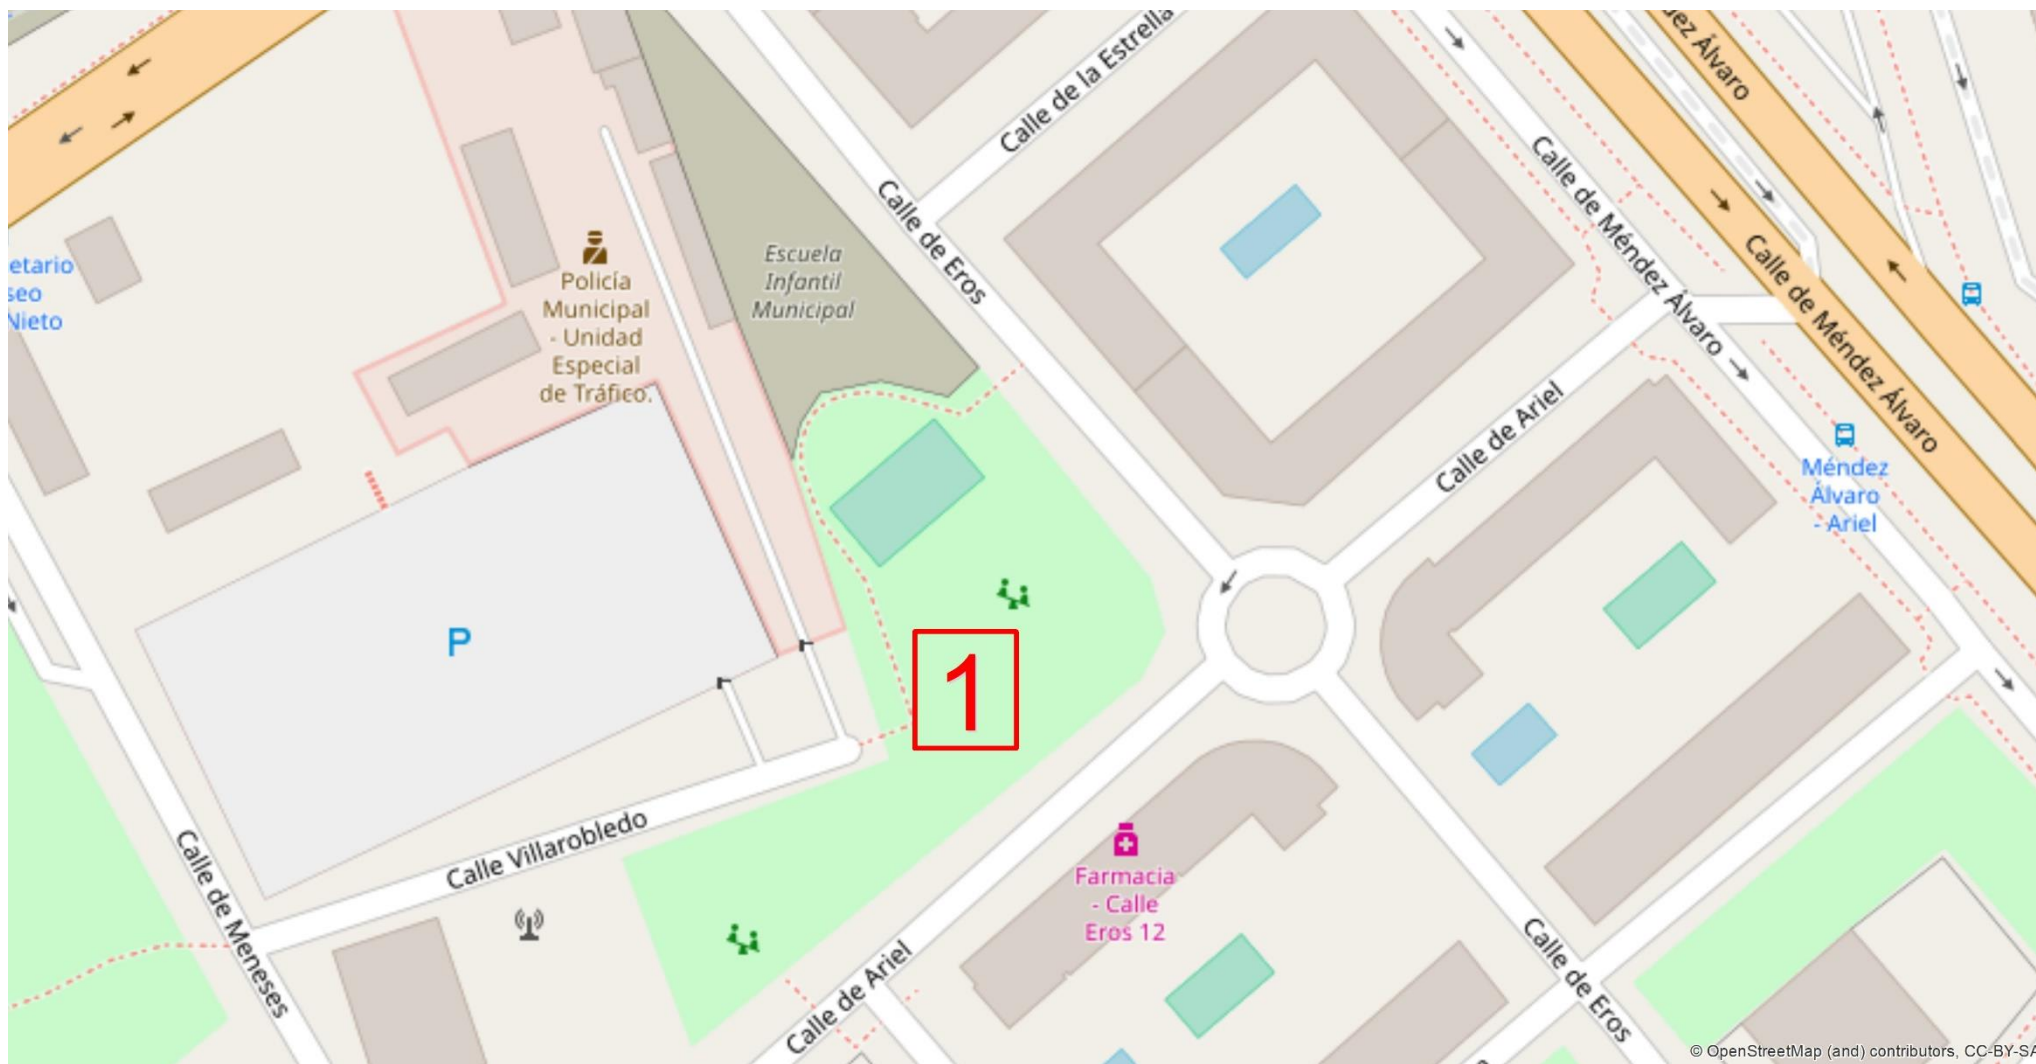 Calle de la Estrella
dez Álvaro
Calle de Eros
Calle de Méndez Álvaro
Calle de Méndez Álvaro
Escuela
Infantil
Municipal
Policía
Municipal
- Unidad
Especial
de Tráfico.
etario
seo
Nieto
Calle de Ariel
Méndez
Álvaro
- Ariel
P
1
Calle Villarobledo
Calle de Meneses
Farmacia
- Calle
Eros 12
Calle de Ariel
Calle de Eros
© OpenStreetMap (and) contributors, CC-BY-SA